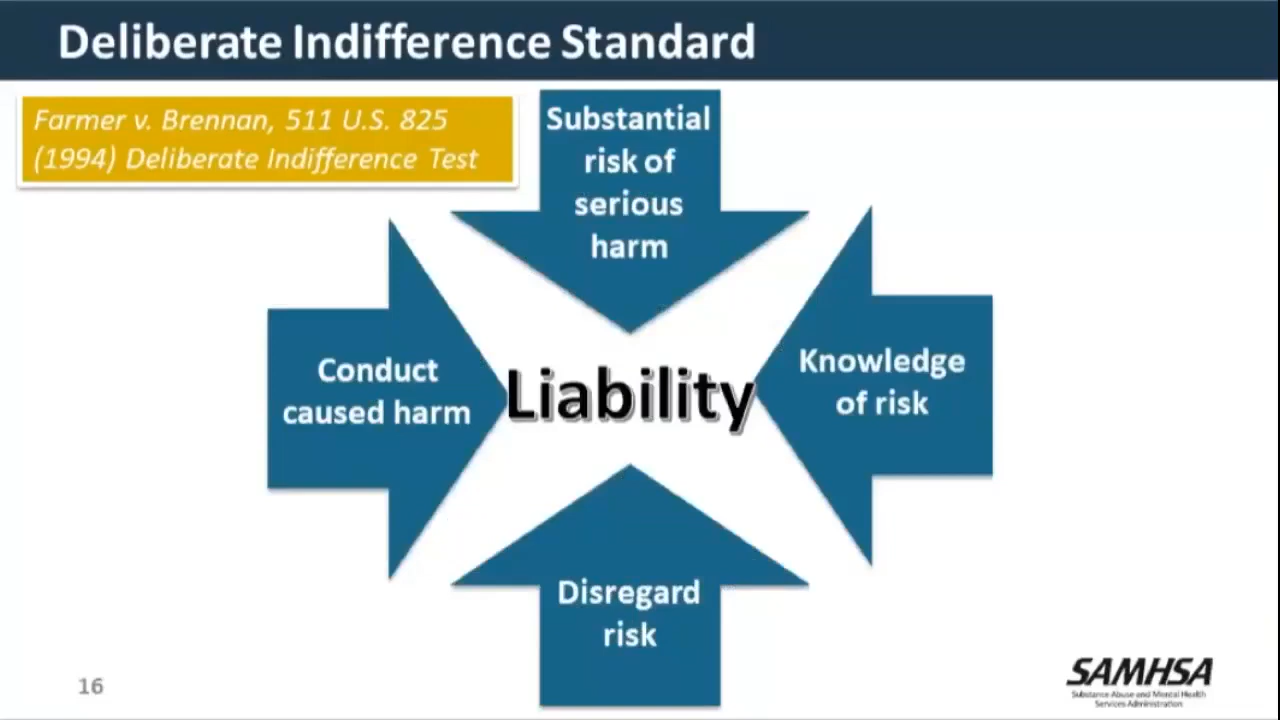 Deliberate Indifference Standard
Farmer v. Brennan, 511 U.S. 825
(1994) Deliberate Indifference Test
Substantial
risk of
serious
harm
Conduct
caused harm
Liability
Knowledge
of risk
Disregard
risk
16
SAMHSA
Substance Abuse and Mental Health
Services Administration